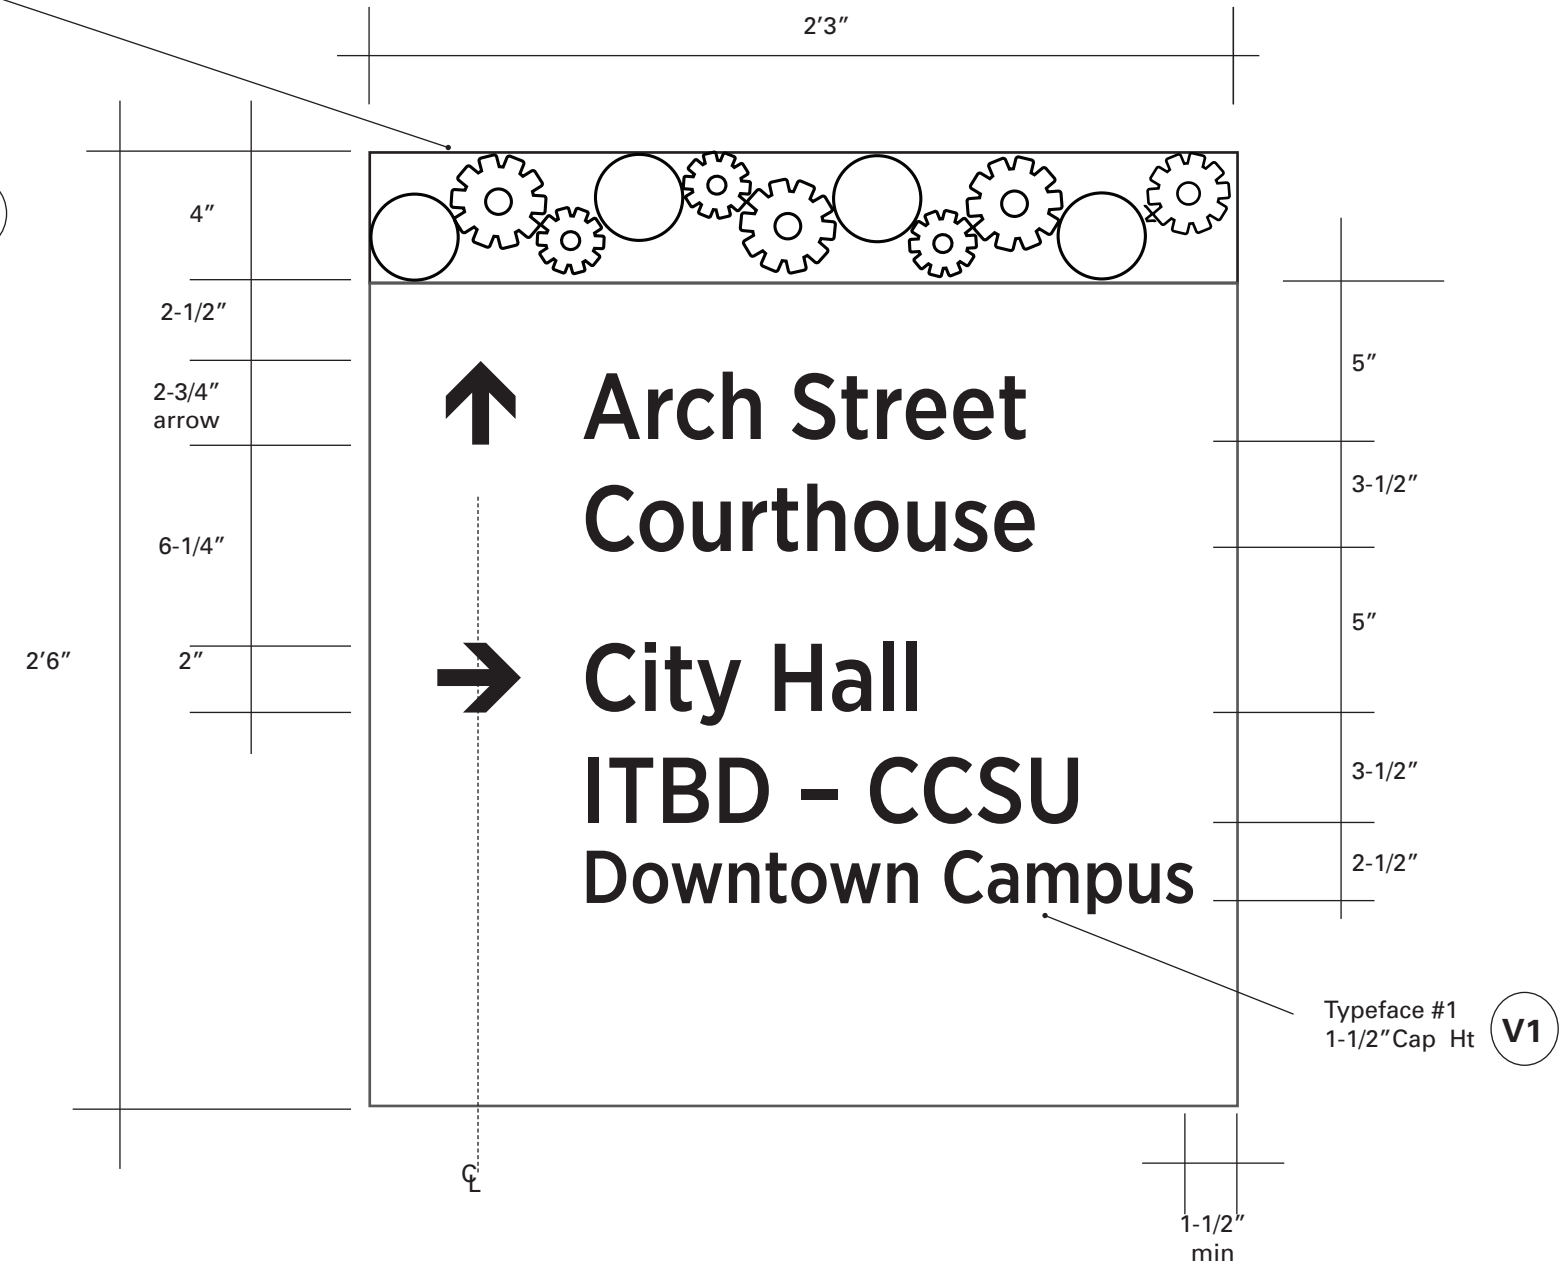 2’3”
4”
2-1/2”
2-3/4”
arrow
6-1/4”
2’6”
2”
Arch Street
Courthouse
City Hall
ITBD – CCSU
Downtown Campus
5”
3-1/2”
5”
3-1/2”
2-1/2”
Typeface #1
1-1/2”Cap Ht
V1
℄
1-1/2”
min